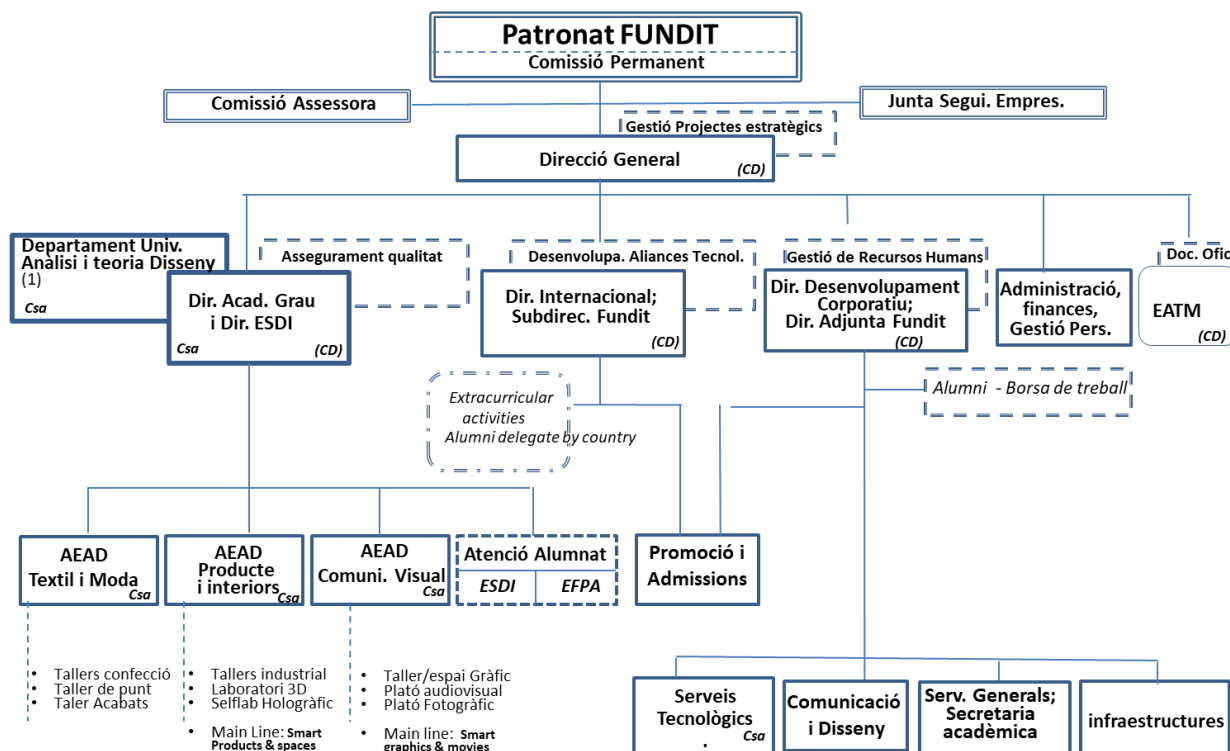 Patronat FUNDIT
Comissió Permanent
Comissió Assessora
Junta Segui. Empres.
Gestió Projectes estratègics
Direcció General
(CD)
Departament Univ.
Anàlisi i teoria Disseny
(1)
Csa
Assegurament qualitat
Dir. Acad. Grau
i Dir. ESDI
Csa
(CD)
Desenvolupa. Aliances Tecnol.
Dir. Internacional;
Subdirec. Fundit
(CD)
Gestió de Recursos Humans
Dir. Desenvolupament
Corporatiu;
Dir. Adjunta Fundit
(CD)
Administració,
finances,
Gestió Pers.
Doc. Ofic
EATM
(CD)
Extracurricular
activities
Alumni delegate by country
Alumni - Borsa de treball
AEAD
Textil i Moda
Csa
AEAD
Producte
i interiors
Csa
AEAD
Comuni. Visual
Csa
Atenció Alumnat
ESDI
EFPA
Promoció i
Admissions
• Tallers confecció
• Taller de punt
• Taler Acabats
• Tallers industrial
• Laboratori 3D
• Selflab Hologràfic
• Main Line: Smart
Products & spaces
• Taller/espai Gràfic
• Plató audiovisual
• Plató Fotogràfic
• Main line: Smart
graphics & movies
Serveis
Tecnològics
Csa
.
Comunicació
i Disseny
Serv. Generals;
Secretaria
acadèmica
infraestructures